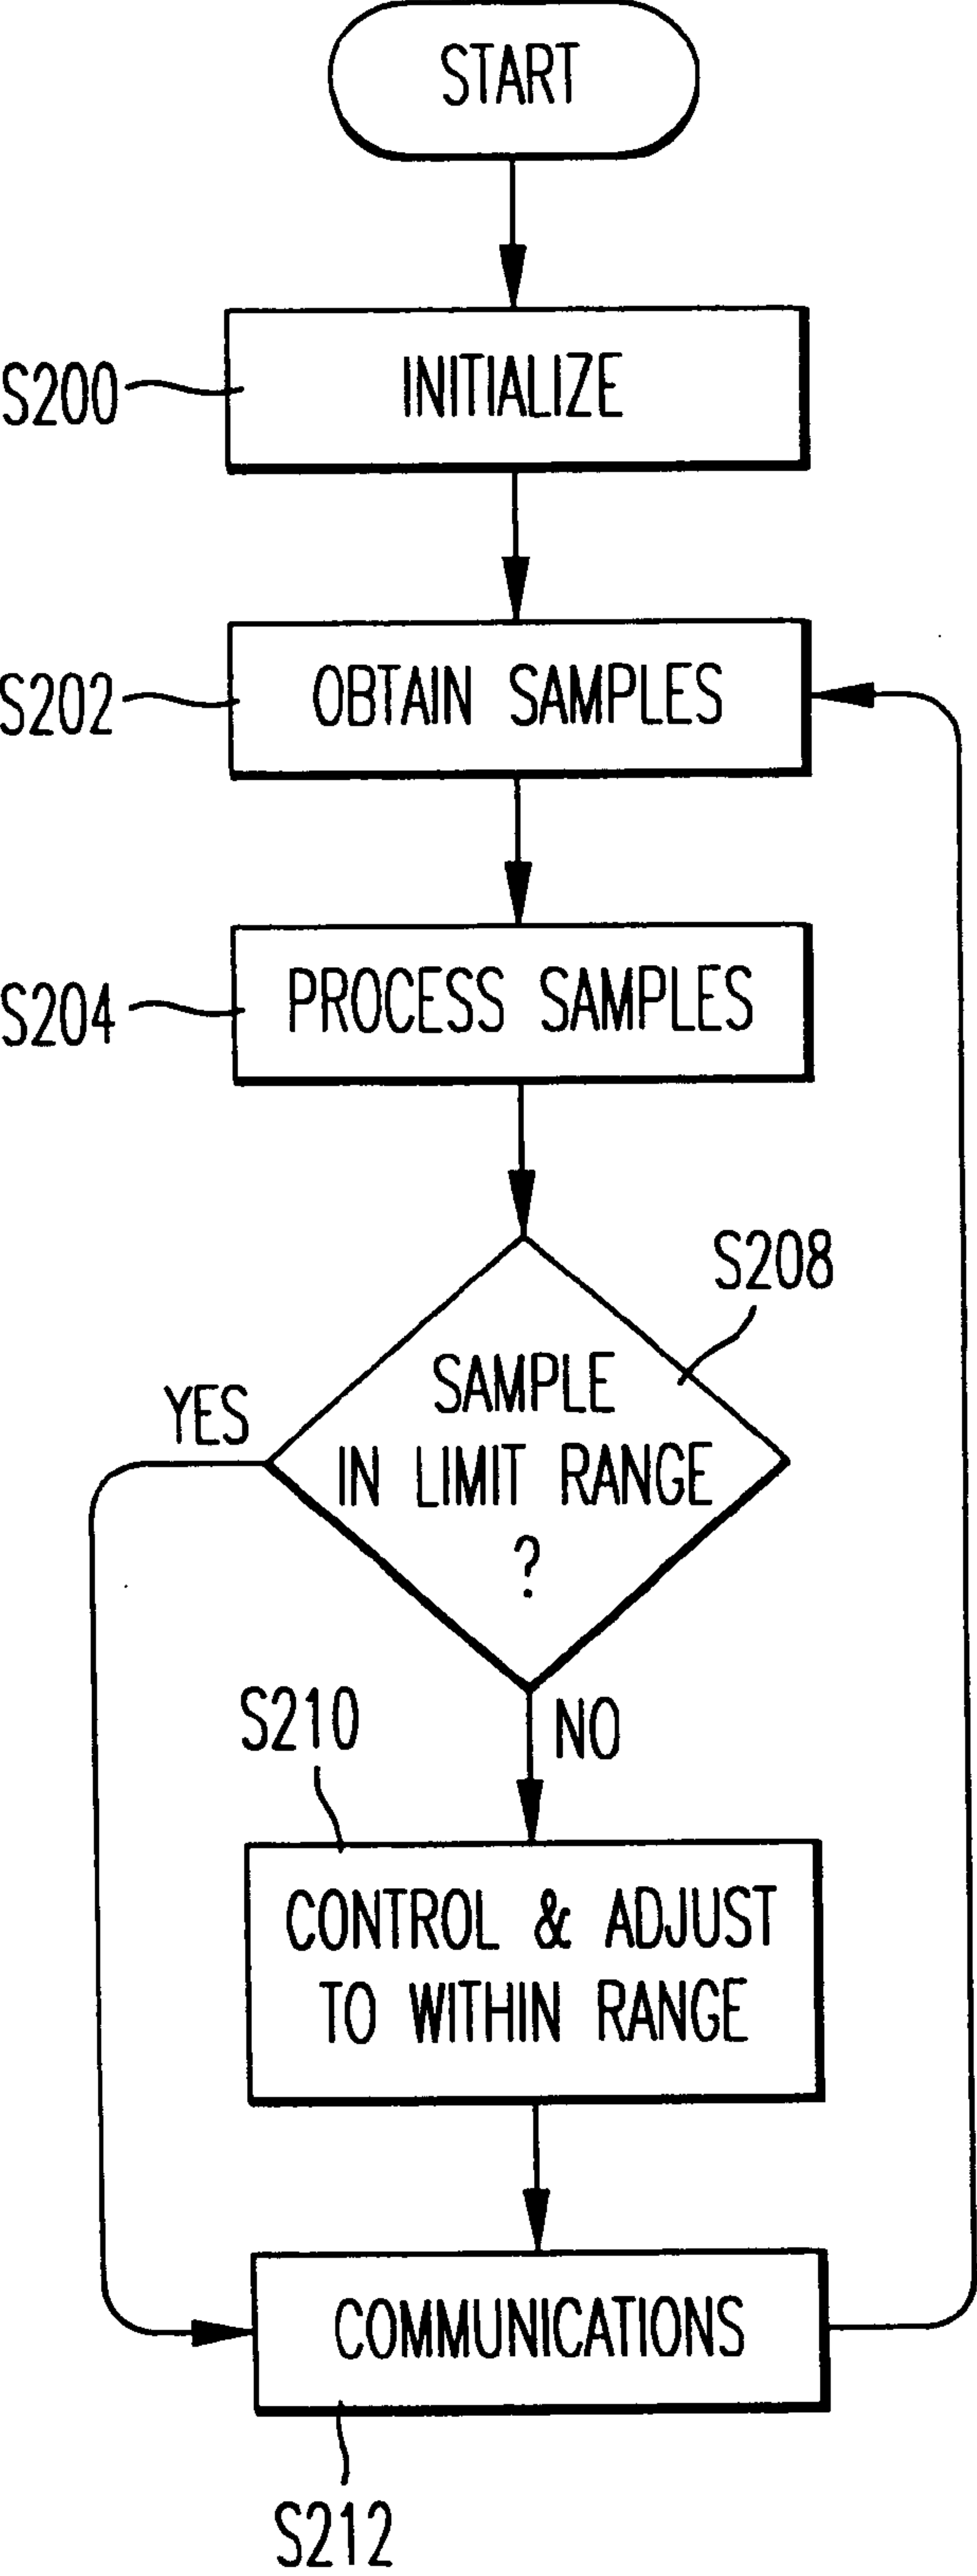 START
S200
INITIALIZE
S202
OBTAIN SAMPLES
S204
PROCESS SAMPLES
S208
SAMPLE
IN LIMIT RANGE
?
YES
NO
S210
CONTROL & ADJUST
TO WITHIN RANGE
COMMUNICATIONS
S212